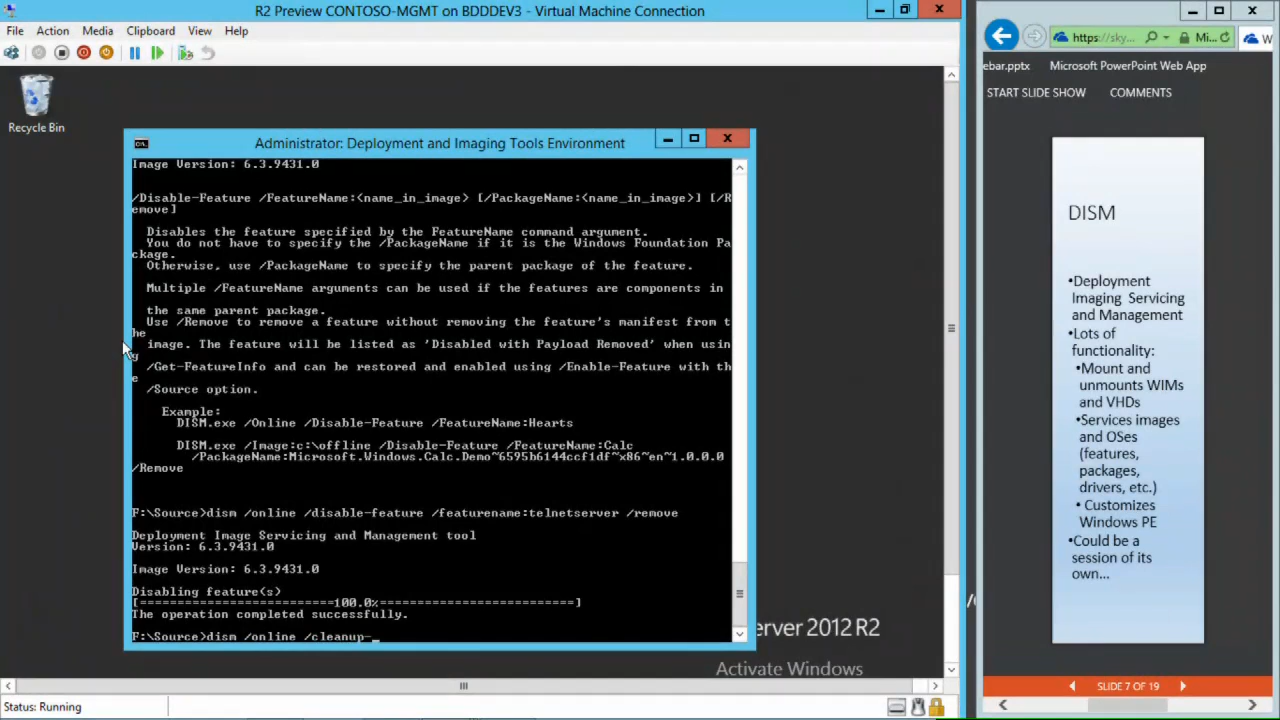 R2 Preview CONTOSO-MGMT on BDDDEV3 - Virtual Machine Connection
File Action Media Clipboard View Help
Recycle Bin
Administrator: Deployment and Imaging Tools Environment
Image Version: 6.3.9431.0
/Disable-Feature /FeatureName:<name_in_image> [/PackageName:<name_in_image>] [/R
emove]
Disables the feature specified by the FeatureName command argument.
You do not have to specify the /PackageName if it is the Windows Foundation Pa
ckage.
Otherwise, use /PackageName to specify the parent package of the feature.
Multiple /FeatureName arguments can be used if the features are components in
the same parent package.
Use /Remove to remove a feature without removing the feature's manifest from t
he
image. The feature will be listed as 'Disabled with Payload Removed' when usin
g
/Get-FeatureInfo and can be restored and enabled using /Enable-Feature with th
e
/Source option.
Example:
DISM.exe /Online /Disable-Feature /FeatureName:Hearts
DISM.exe /Image:c:\offline /Disable-Feature /FeatureName:Calc
/PackageName:Microsoft.Windows.Calc.Demo~6595b6144ccf1df~x86~en~1.0.0.0
/Remove
F:\Source>dism /online /disable-feature /featurename:telnetserver /remove
Deployment Image Servicing and Management tool
Version: 6.3.9431.0
Image Version: 6.3.9431.0
Disabling feature(s)
[==========================100.0%==========================]
The operation completed successfully.
F:\Source>dism /online /cleanup-_
erver 2012 R2
Activate Windows
Status: Running
https://sky... Mi... W
ebar.pptx Microsoft PowerPoint Web App
START SLIDE SHOW COMMENTS
DISM
•Deployment
Imaging Servicing
and Management
•Lots of
functionality:
•Mount and
unmounts WIMs
and VHDs
•Services images
and OSes
(features,
packages,
drivers, etc.)
•Customizes
Windows PE
•Could be a
session of its
own...
SLIDE 7 OF 19